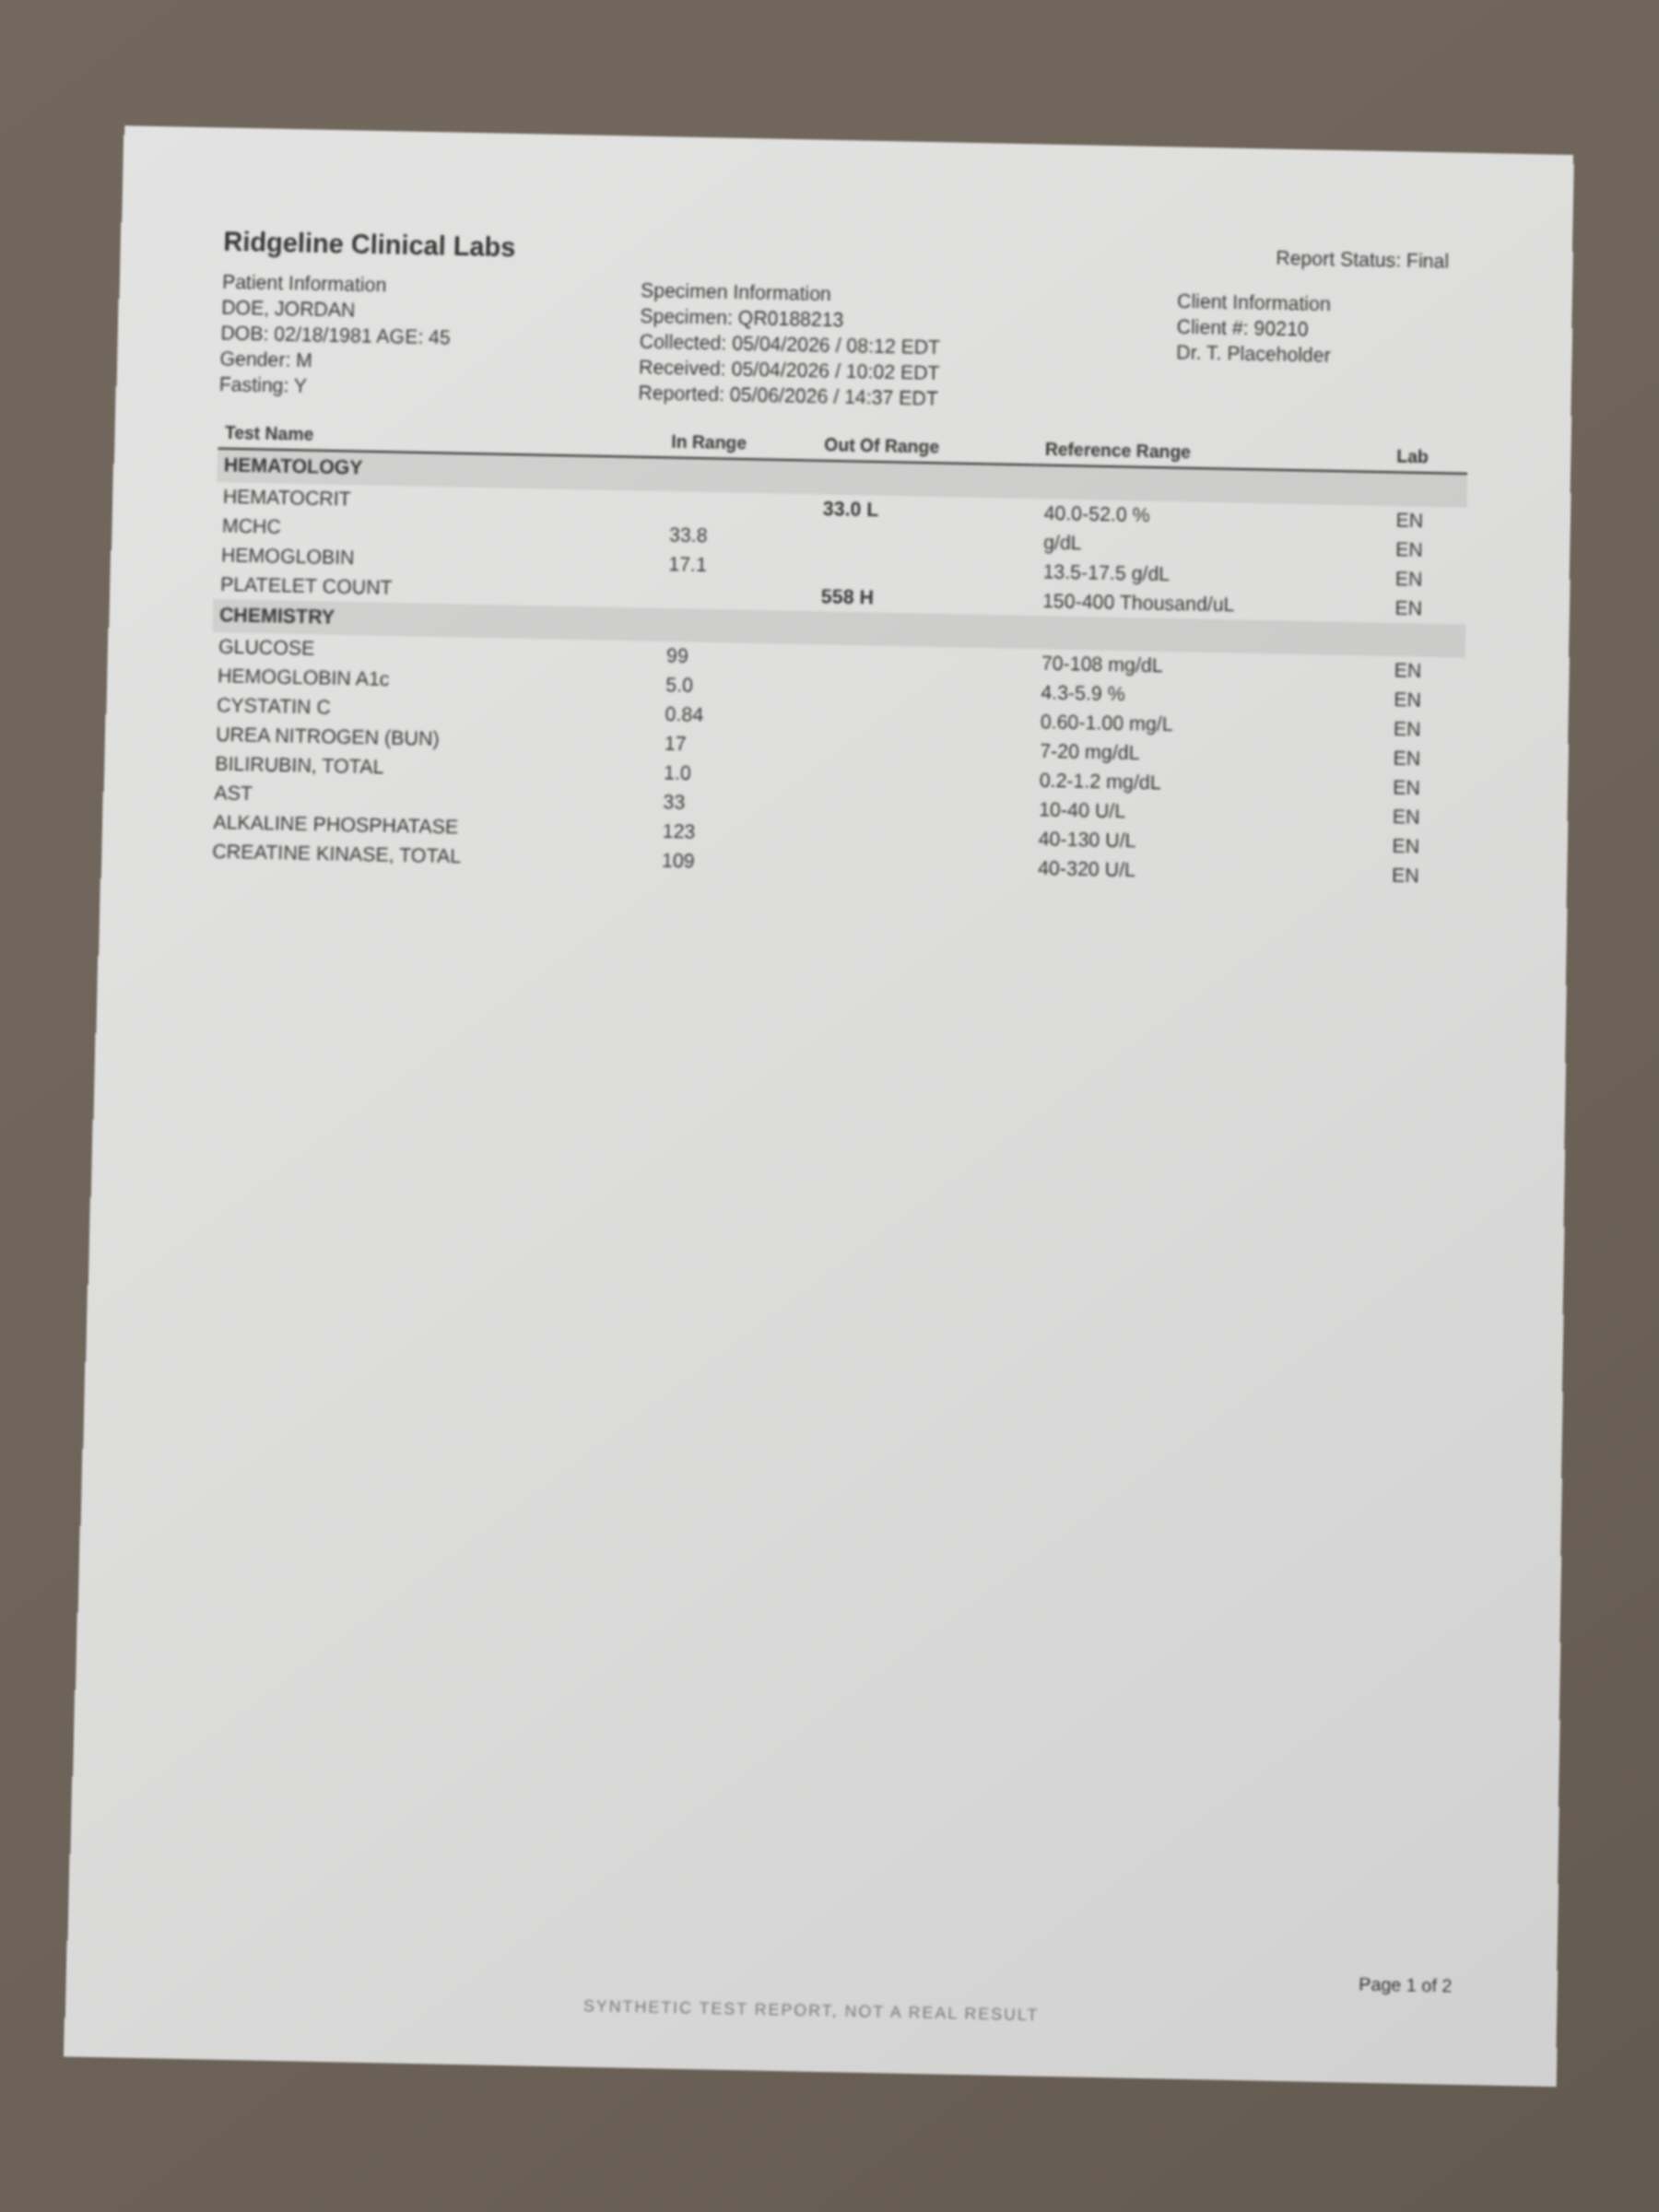 Ridgeline Clinical Labs
Report Status: Final
Patient Information
DOE, JORDAN
DOB: 02/18/1981 AGE: 45
Gender: M
Fasting: Y
Specimen Information
Specimen: QR0188213
Collected: 05/04/2026 / 08:12 EDT
Received: 05/04/2026 / 10:02 EDT
Reported: 05/06/2026 / 14:37 EDT
Client Information
Client #: 90210
Dr. T. Placeholder
Test Name In Range Out Of Range Reference Range Lab
HEMATOLOGY
HEMATOCRIT 33.0 L 40.0-52.0 % EN
MCHC 33.8 g/dL EN
HEMOGLOBIN 17.1 13.5-17.5 g/dL EN
PLATELET COUNT 558 H 150-400 Thousand/uL EN
CHEMISTRY
GLUCOSE 99 70-108 mg/dL EN
HEMOGLOBIN A1c 5.0 4.3-5.9 % EN
CYSTATIN C 0.84 0.60-1.00 mg/L EN
UREA NITROGEN (BUN) 17 7-20 mg/dL EN
BILIRUBIN, TOTAL 1.0 0.2-1.2 mg/dL EN
AST 33 10-40 U/L EN
ALKALINE PHOSPHATASE 123 40-130 U/L EN
CREATINE KINASE, TOTAL 109 40-320 U/L EN
Page 1 of 2
SYNTHETIC TEST REPORT, NOT A REAL RESULT